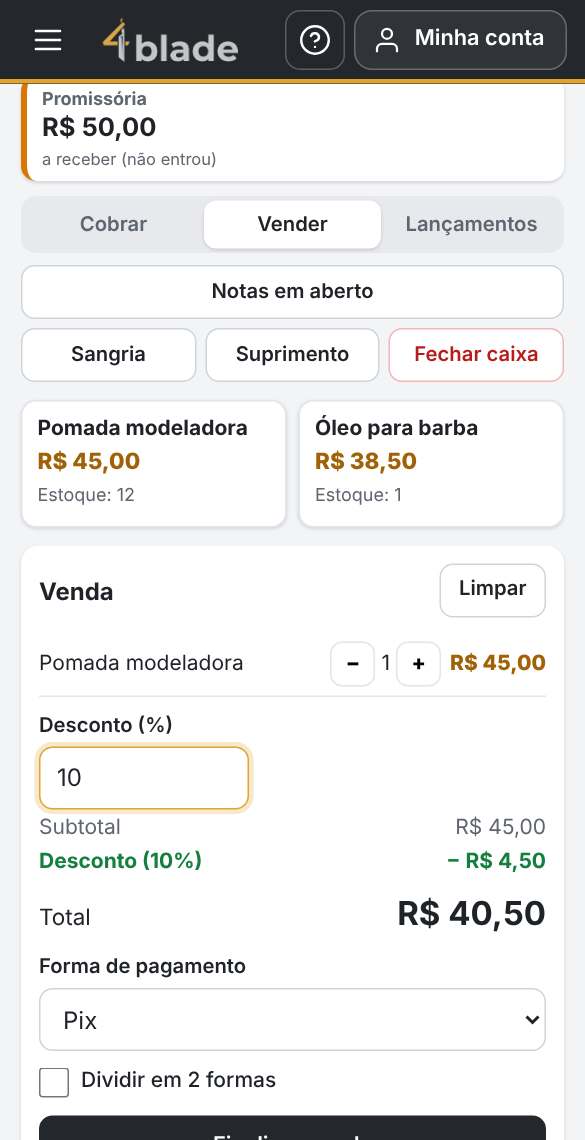 4blade
Minha conta
Promissória
R$ 50,00
a receber (não entrou)
Cobrar Vender Lançamentos
Notas em aberto
Sangria Suprimento Fechar caixa
Pomada modeladora Óleo para barba
R$ 45,00 R$ 38,50
Estoque: 12 Estoque: 1
Venda Limpar
Pomada modeladora − 1 + R$ 45,00
Desconto (%)
10
Subtotal R$ 45,00
Desconto (10%) − R$ 4,50
Total R$ 40,50
Forma de pagamento
Pix
Dividir em 2 formas